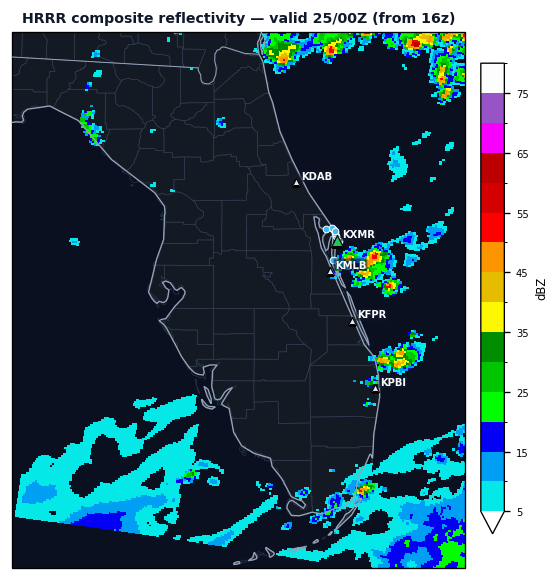 HRRR composite reflectivity — valid 25/00Z (from 16z)
KDAB
KXMR
KMLB
KFPR
KPBI
75
65
55
45
35
25
15
5
dBZ